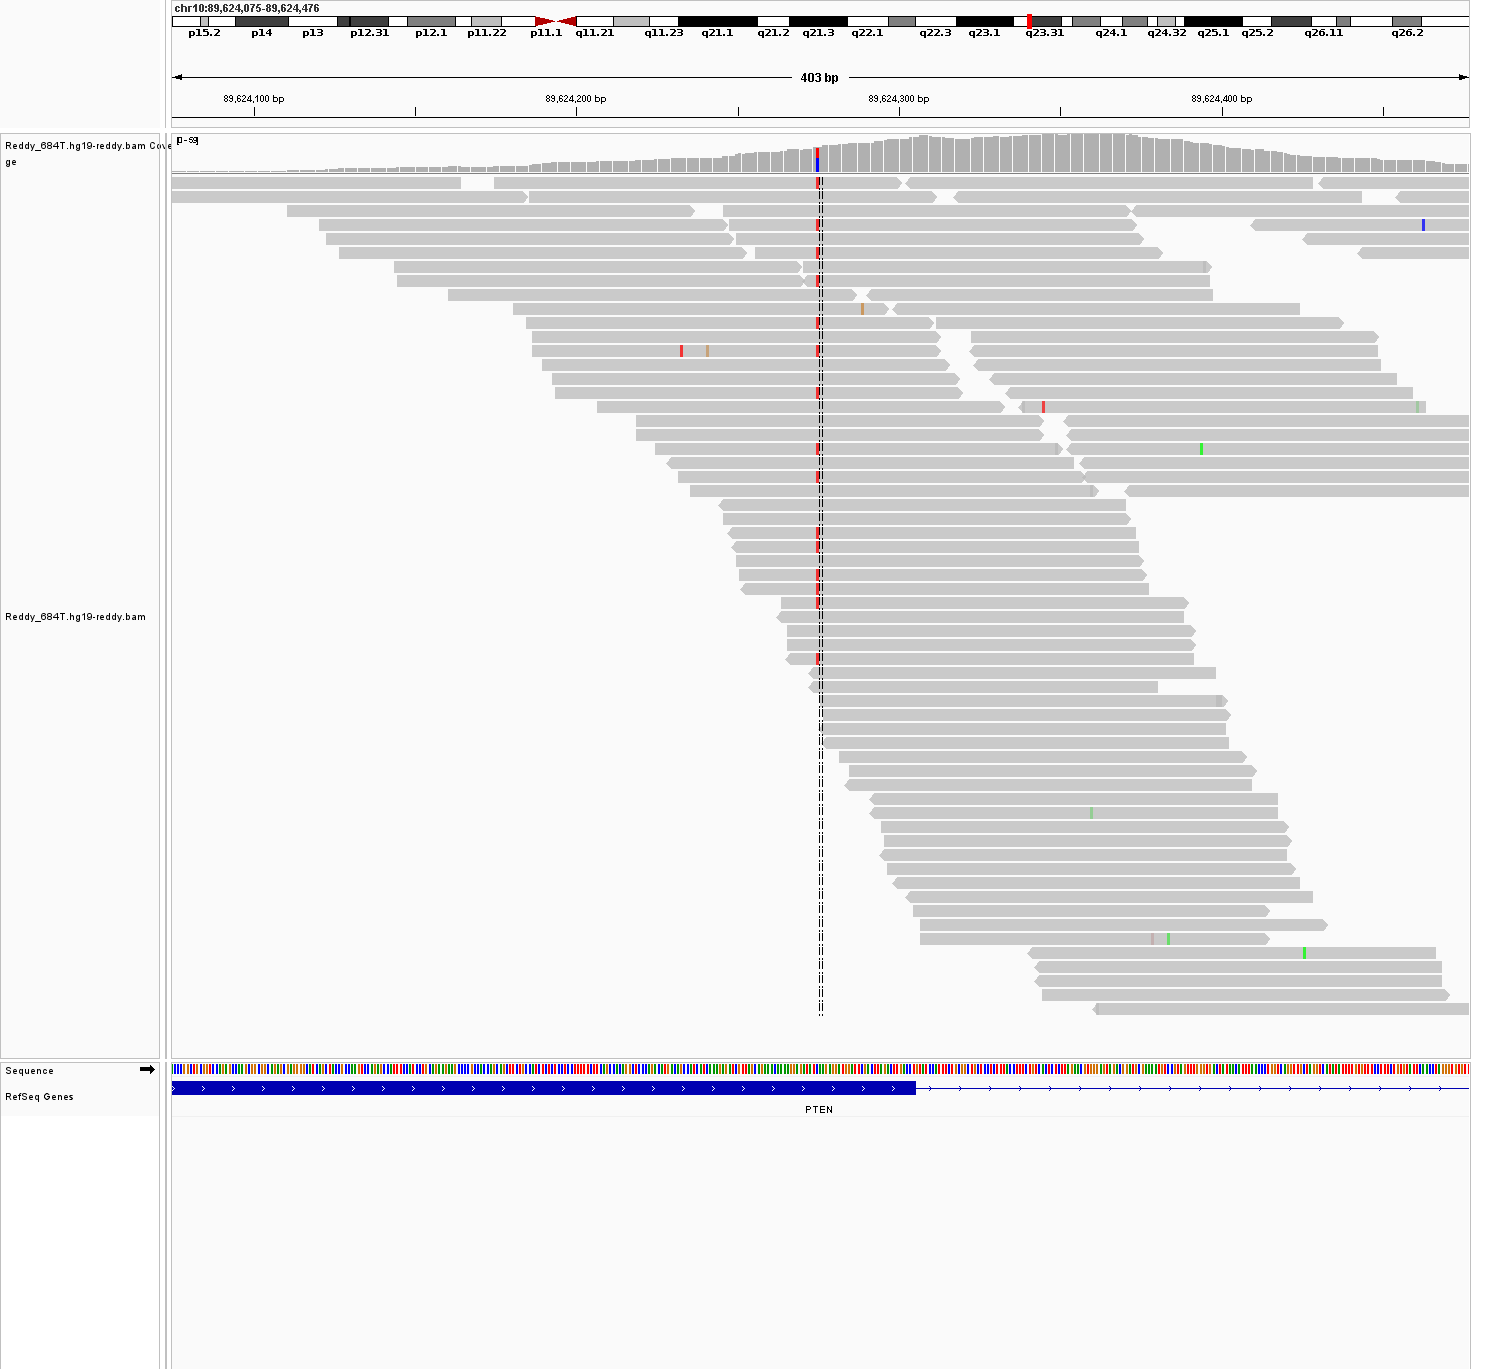 chr10:89,624,075-89,624,476
p15.2 p14 p13 p12.31 p12.1 p11.22 p11.1 q11.21 q11.23 q21.1 q21.2 q21.3 q22.1 q22.3 q23.1 q23.31 q24.1 q24.32 q25.1 q25.2 q26.11 q26.2
403 bp
89,624,100 bp 89,624,200 bp 89,624,300 bp 89,624,400 bp
Reddy_684T.hg19-reddy.bam Cove
ge
[0-59]
Reddy_684T.hg19-reddy.bam
Sequence
RefSeq Genes
PTEN